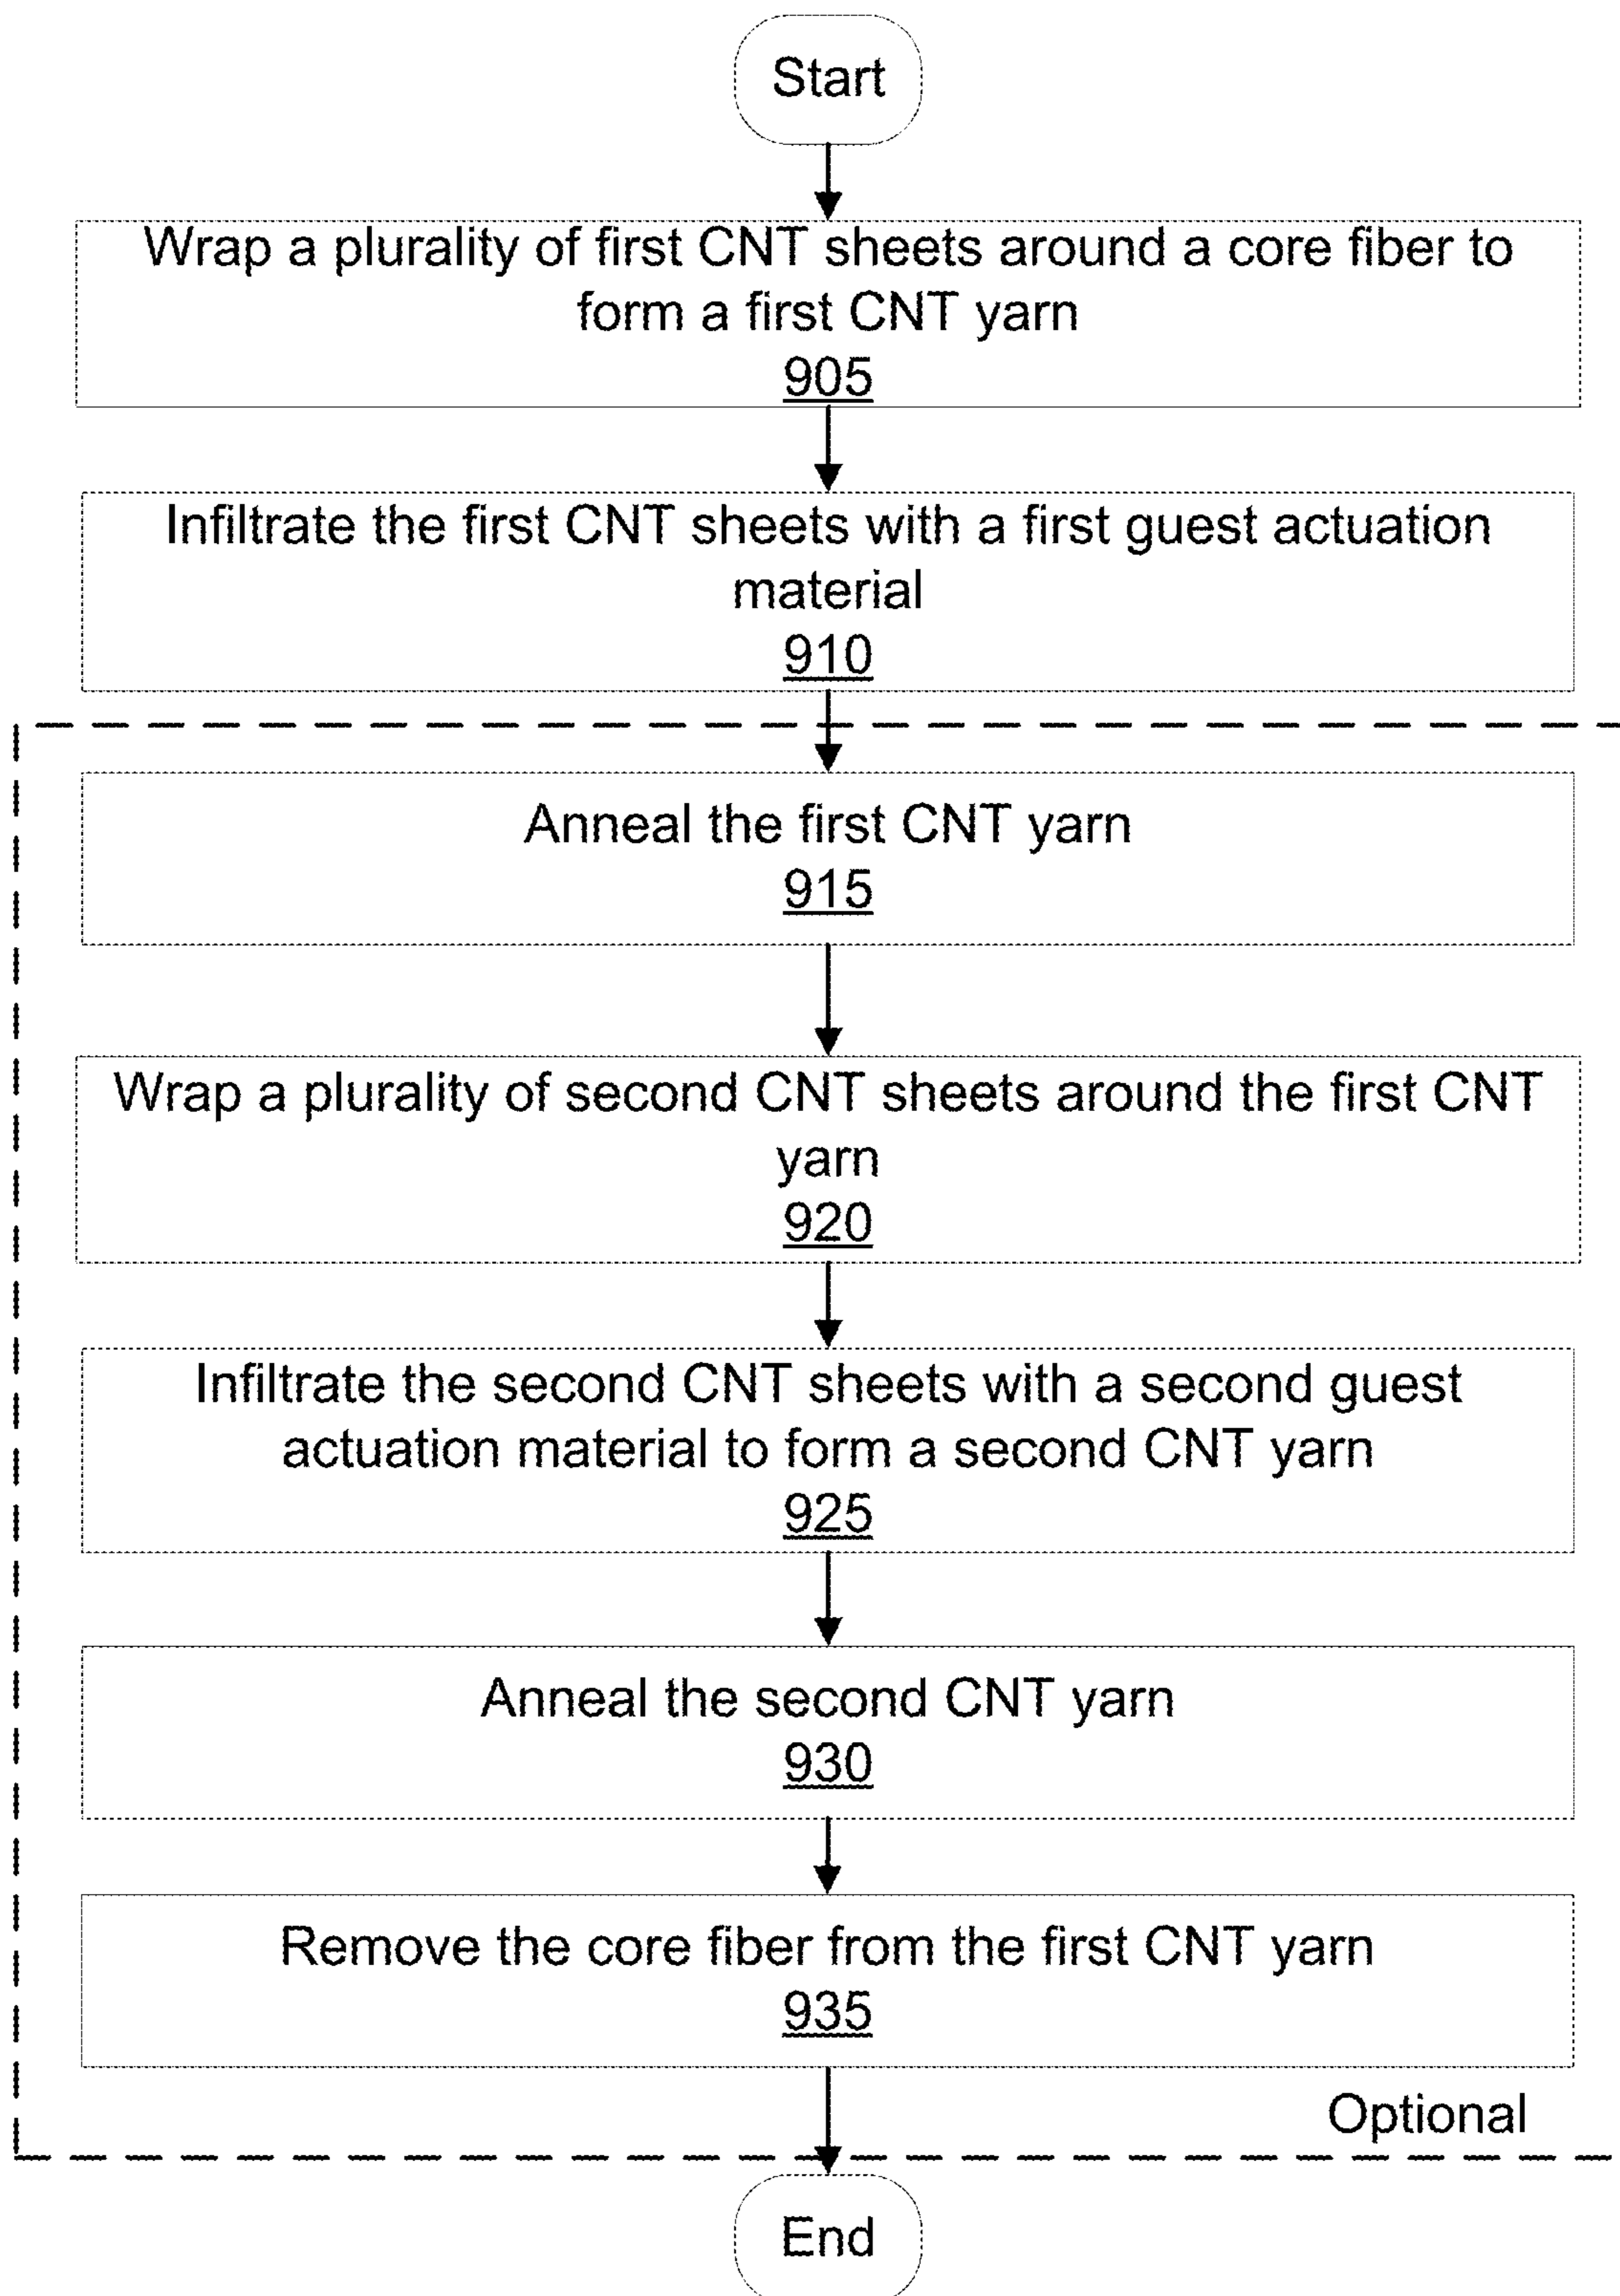 Start
Wrap a plurality of first CNT sheets around a core fiber to
form a first CNT yarn
905
Infiltrate the first CNT sheets with a first guest actuation
material
910
Anneal the first CNT yarn
915
Wrap a plurality of second CNT sheets around the first CNT
yarn
920
Infiltrate the second CNT sheets with a second guest
actuation material to form a second CNT yarn
925
Anneal the second CNT yarn
930
Remove the core fiber from the first CNT yarn
935
Optional
End